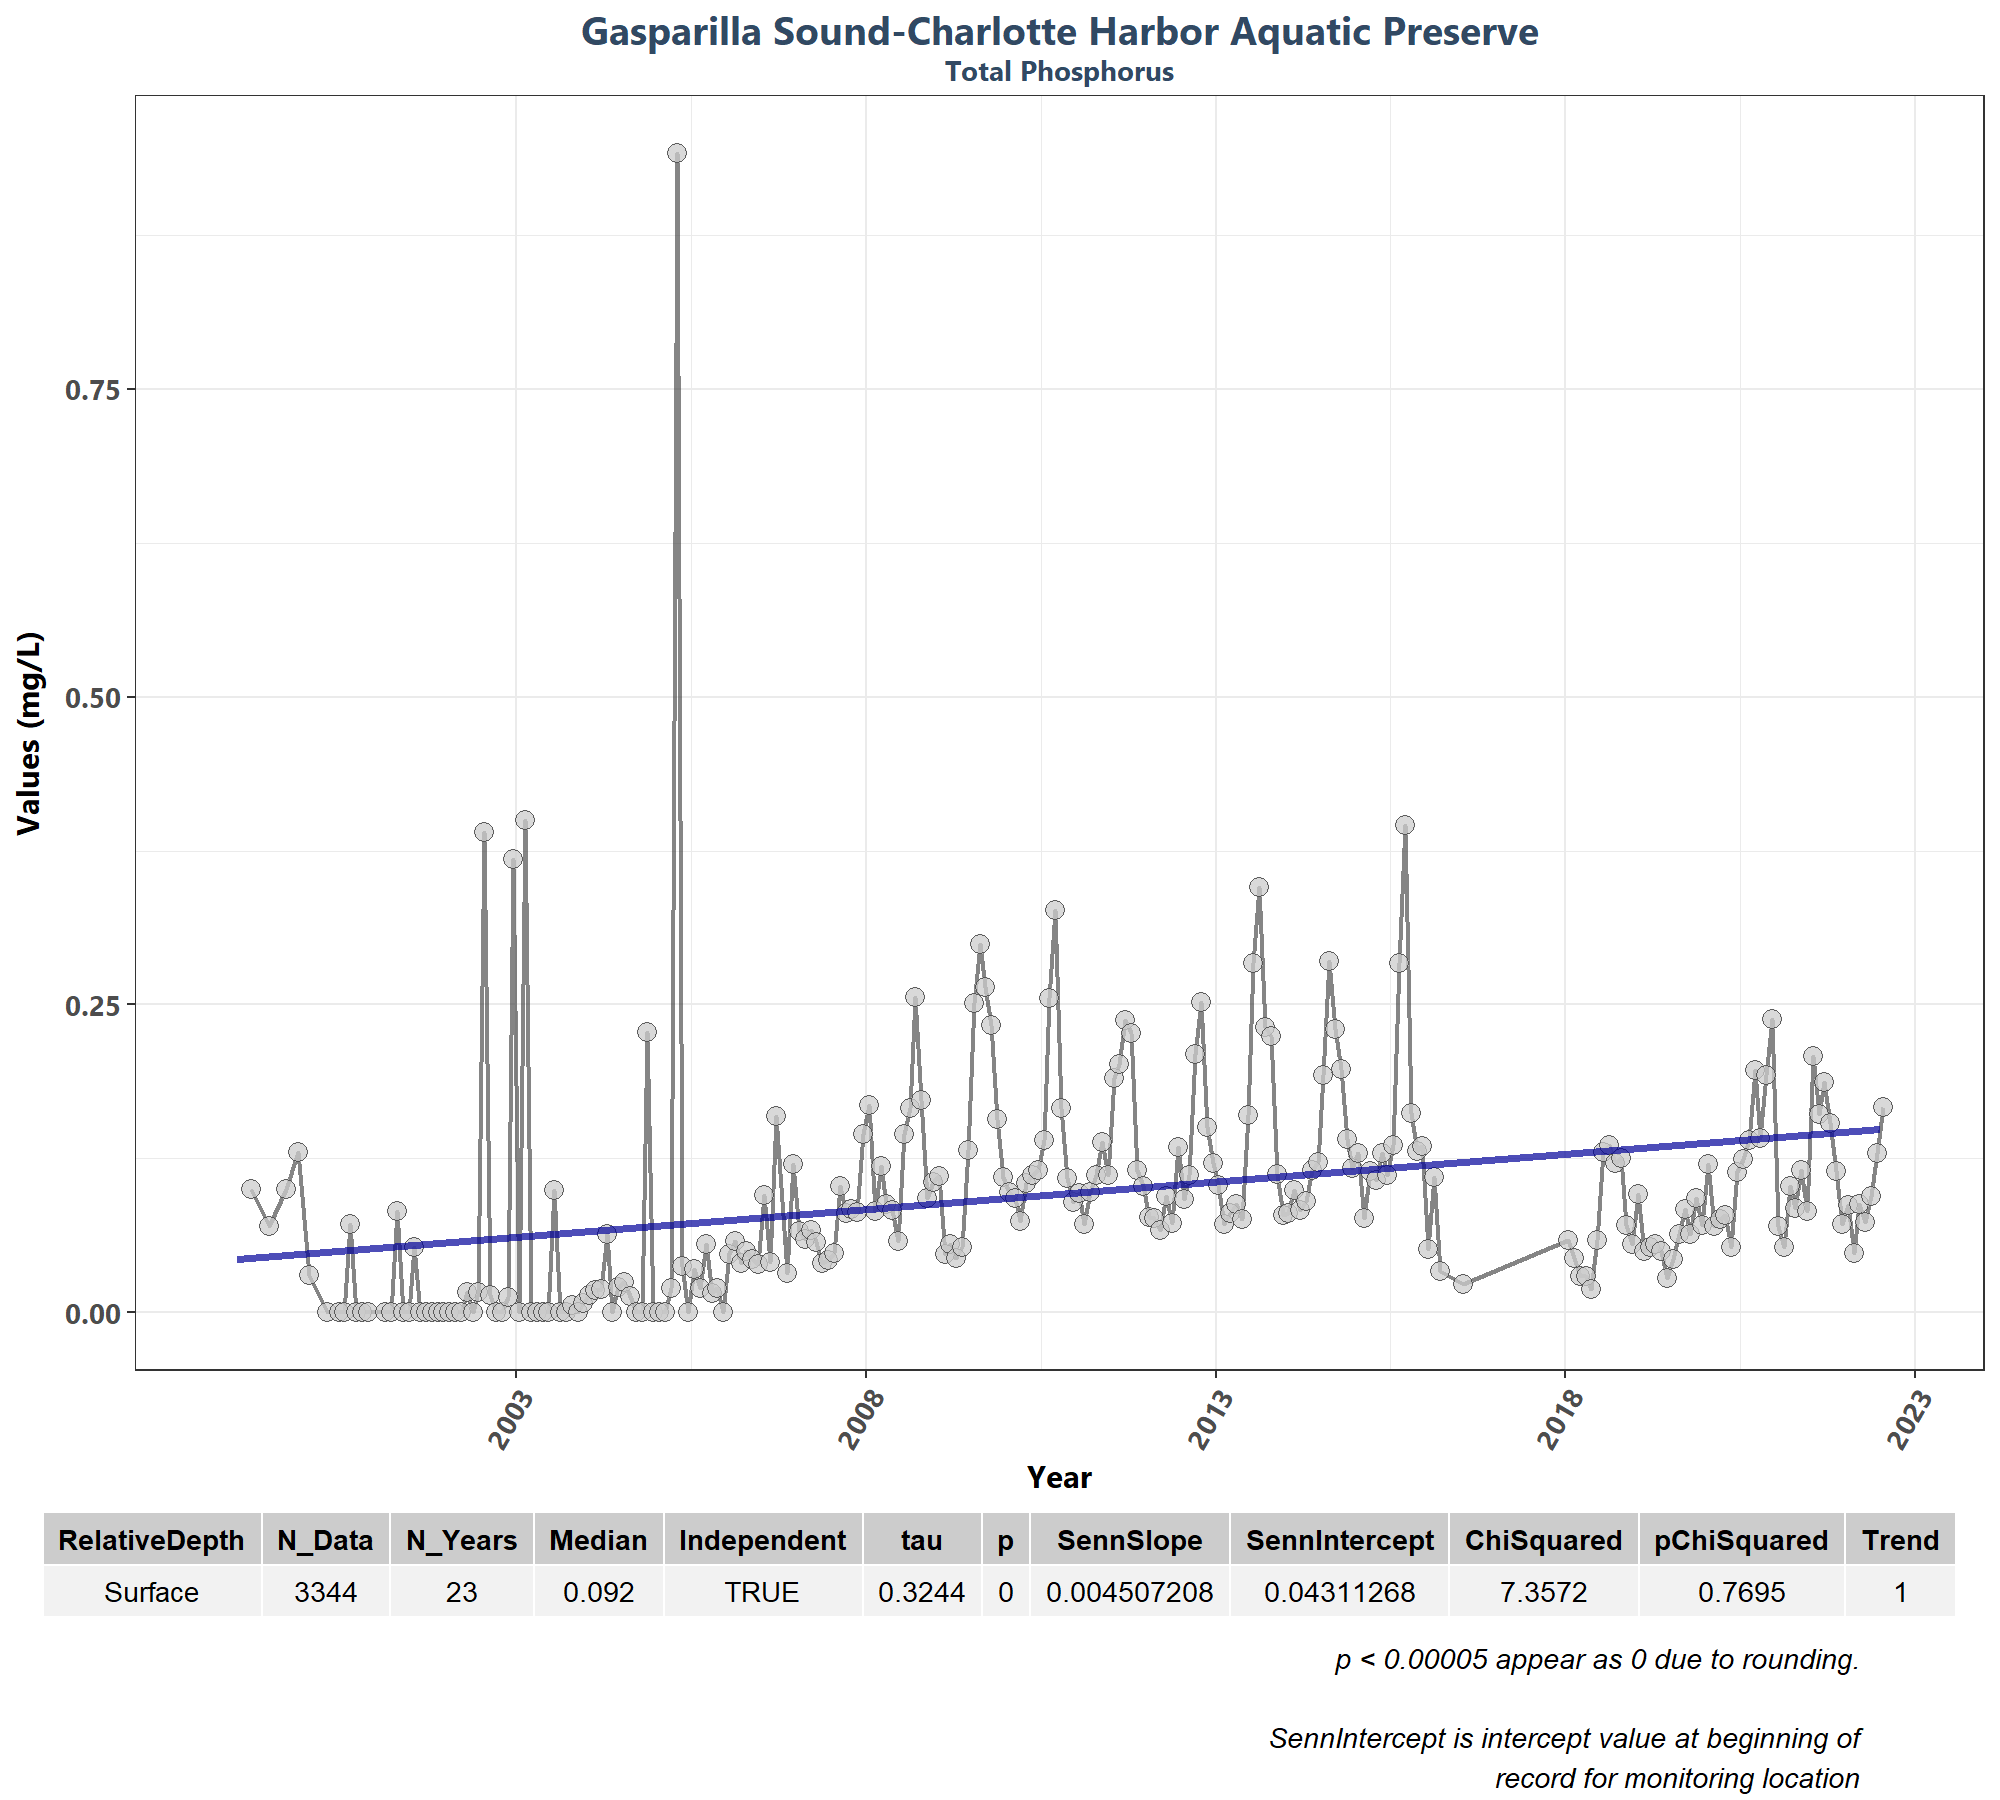 Gasparilla Sound-Charlotte Harbor Aquatic Preserve
Total Phosphorus
Values (mg/L)
0.75
0.50
0.25
0.00
2003 2008 2013 2018 2023
Year
RelativeDepth N_Data N_Years Median Independent tau p SennSlope SennIntercept ChiSquared pChiSquared Trend
Surface 3344 23 0.092 TRUE 0.3244 0 0.004507208 0.04311268 7.3572 0.7695 1
p < 0.00005 appear as 0 due to rounding.
SennIntercept is intercept value at beginning of
record for monitoring location